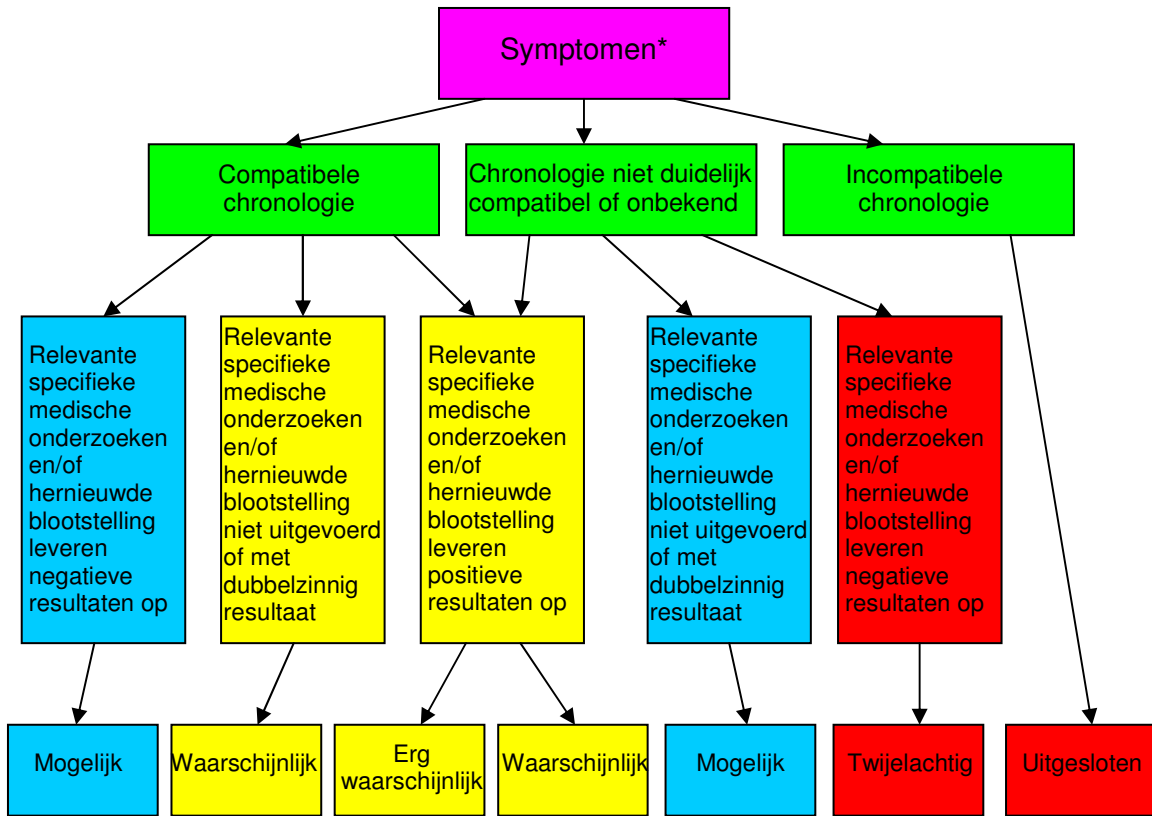 Symptomen*
Compatibele
chronologie
Chronologie niet duidelijk
compatibel of onbekend
Incompatibele
chronologie
Relevante
specifieke
medische
onderzoeken
en/of
hernieuwde
blootstelling
leveren
negatieve
resultaten op
Relevante
specifieke
medische
onderzoeken
en/of
hernieuwde
blootstelling
niet uitgevoerd
of met
dubbelzinnig
resultaat
Relevante
specifieke
medische
onderzoeken
en/of
hernieuwde
blootstelling
leveren
positieve
resultaten op
Relevante
specifieke
medische
onderzoeken
en/of
hernieuwde
blootstelling
niet uitgevoerd
of met
dubbelzinnig
resultaat
Relevante
specifieke
medische
onderzoeken
en/of
hernieuwde
blootstelling
leveren
negatieve
resultaten op
Mogelijk
Waarschijnlijk
Erg
waarschijnlijk
Waarschijnlijk
Mogelijk
Twijelachtig
Uitgesloten